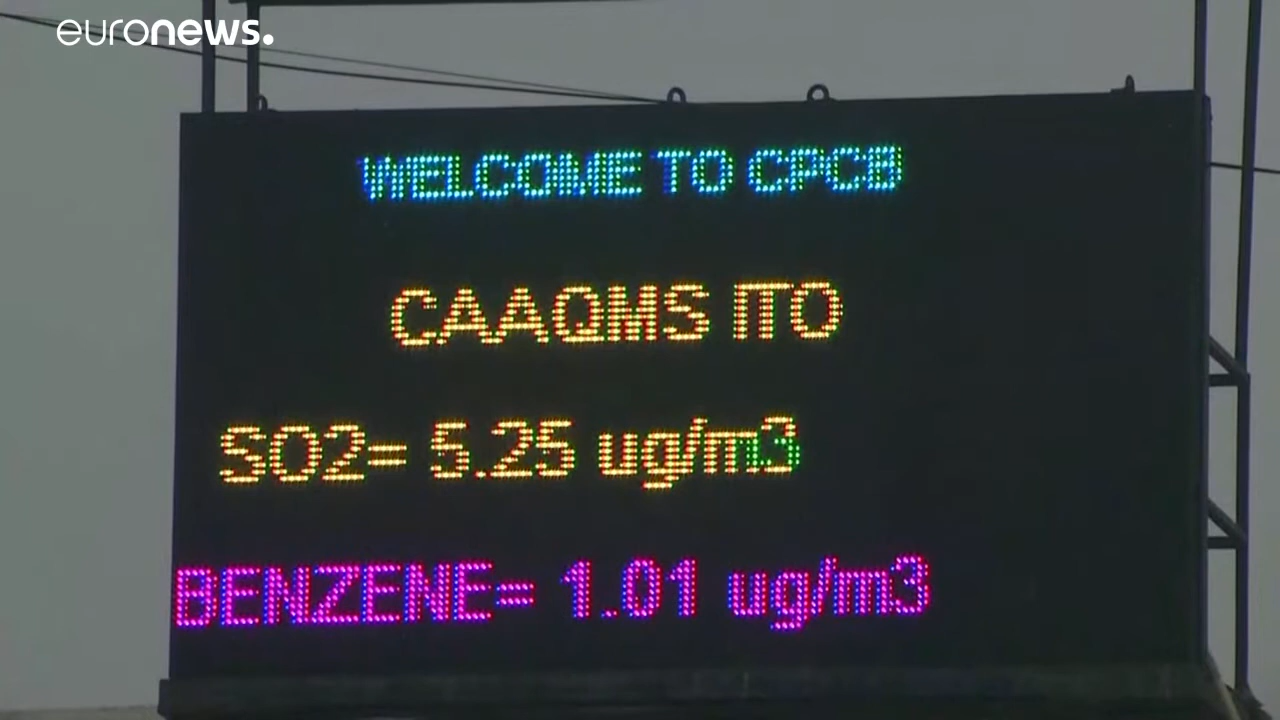 euronews.
WELCOME TO CPCB
CAAQMS ITO
SO2= 5.25 ug/m3
BENZENE= 1.01 ug/m3